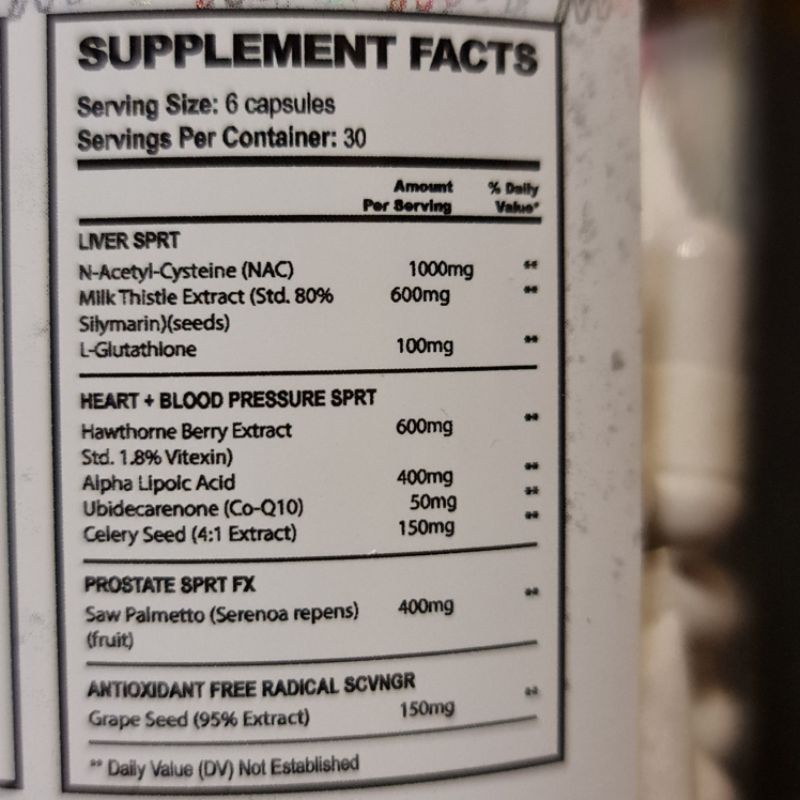 SUPPLEMENT FACTS
Serving Size: 6 capsules
Servings Per Container: 30
Amount % Daily
Per Serving Value*
LIVER SPRT
N-Acetyl-Cysteine (NAC) 1000mg **
Milk Thistle Extract (Std. 80% 600mg **
Silymarin)(seeds)
L-Glutathione 100mg **
HEART + BLOOD PRESSURE SPRT
Hawthorne Berry Extract 600mg **
Std. 1.8% Vitexin)
Alpha Lipoic Acid 400mg **
Ubidecarenone (Co-Q10) 50mg **
Celery Seed (4:1 Extract) 150mg **
PROSTATE SPRT FX
Saw Palmetto (Serenoa repens) 400mg **
(fruit)
ANTIOXIDANT FREE RADICAL SCVNGR
Grape Seed (95% Extract) 150mg **
** Daily Value (DV) Not Established